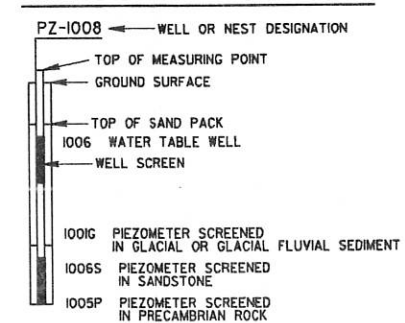 PZ-1008 WELL OR NEST DESIGNATION
TOP OF MEASURING POINT
GROUND SURFACE
TOP OF SAND PACK
1006 WATER TABLE WELL
WELL SCREEN
1001G PIEZOMETER SCREENED
IN GLACIAL OR GLACIAL FLUVIAL SEDIMENT
1006S PIEZOMETER SCREENED
IN SANDSTONE
1005P PIEZOMETER SCREENED
IN PRECAMBRIAN ROCK